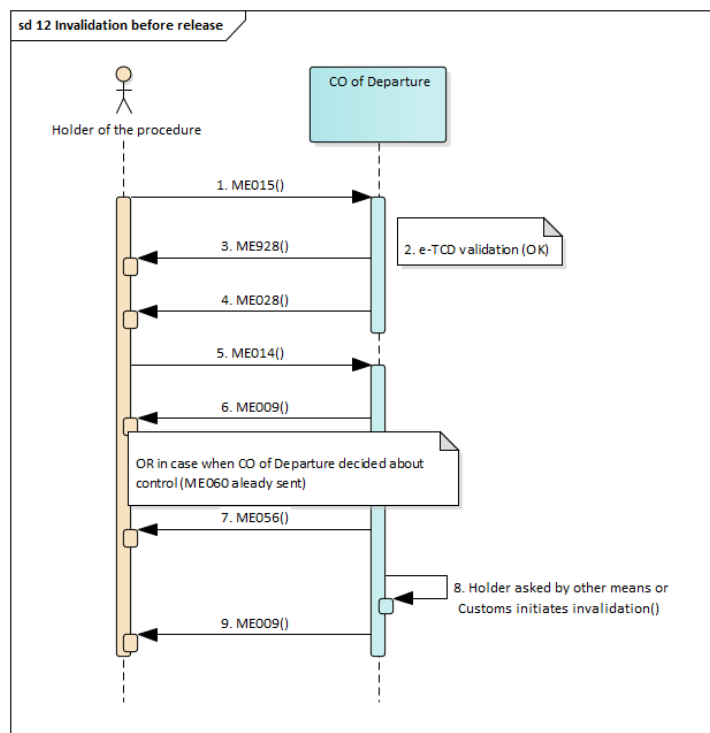 sd 12 Invalidation before release
CO of Departure
Holder of the procedure
1. ME015()
2. e-TCD validation (OK)
3. ME928()
4. ME028()
5. ME014()
6. ME009()
OR in case when CO of Departure decided about
control (ME060 aleady sent)
7. ME056()
8. Holder asked by other means or
Customs initiates invalidation()
9. ME009()